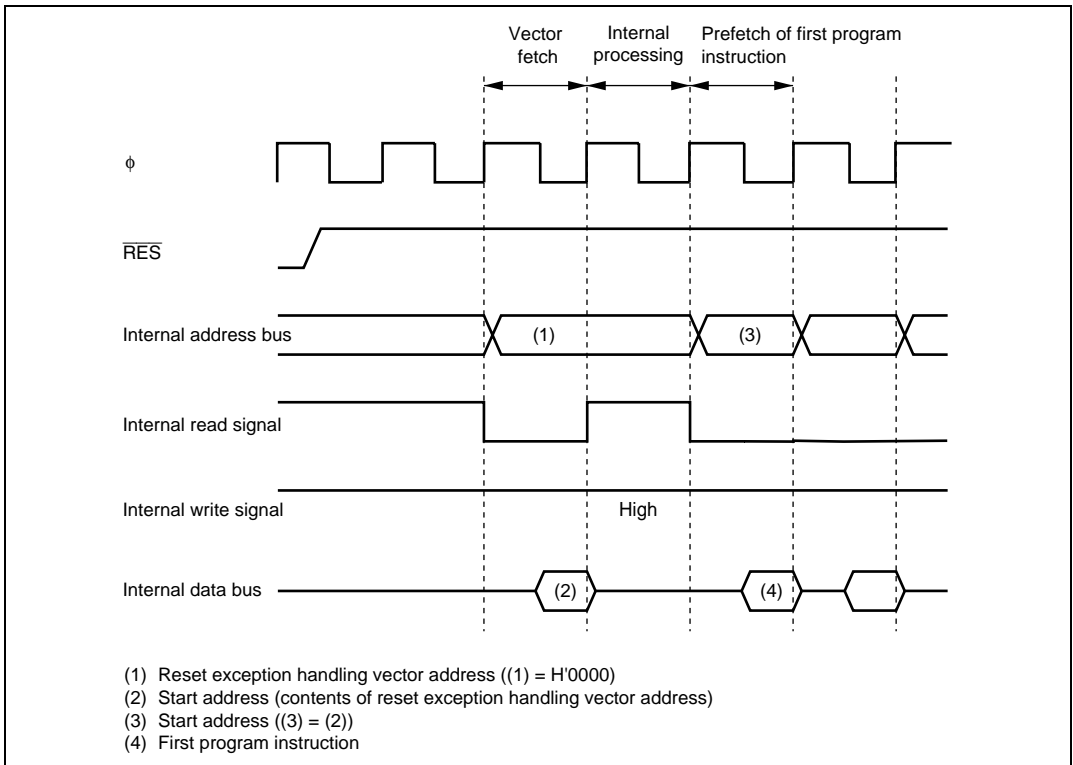 Vector
fetch
Internal
processing
Prefetch of first program
instruction
ϕ
RES
Internal address bus
(1)
(3)
Internal read signal
Internal write signal
High
Internal data bus
(2)
(4)
(1) Reset exception handling vector address ((1) = H'0000)
(2) Start address (contents of reset exception handling vector address)
(3) Start address ((3) = (2))
(4) First program instruction